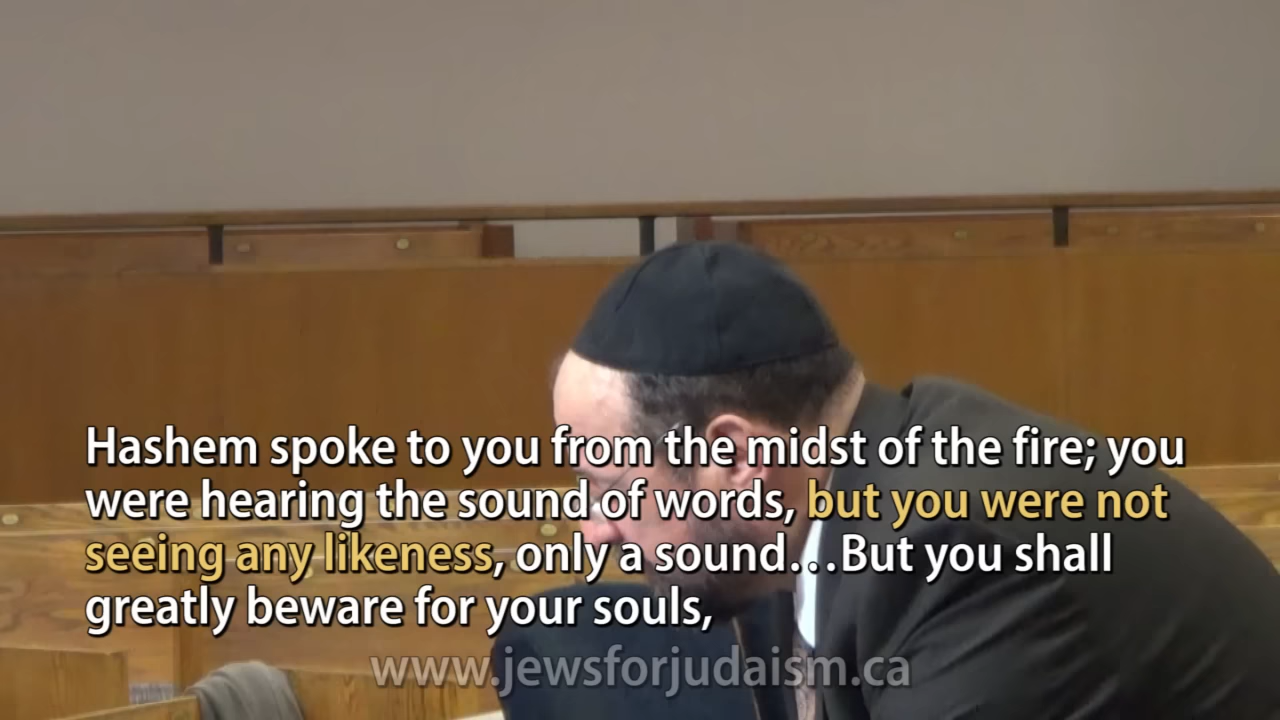 Hashem spoke to you from the midst of the fire; you
were hearing the sound of words, but you were not
seeing any likeness, only a sound…But you shall
greatly beware for your souls,
www.jewsforjudaism.ca